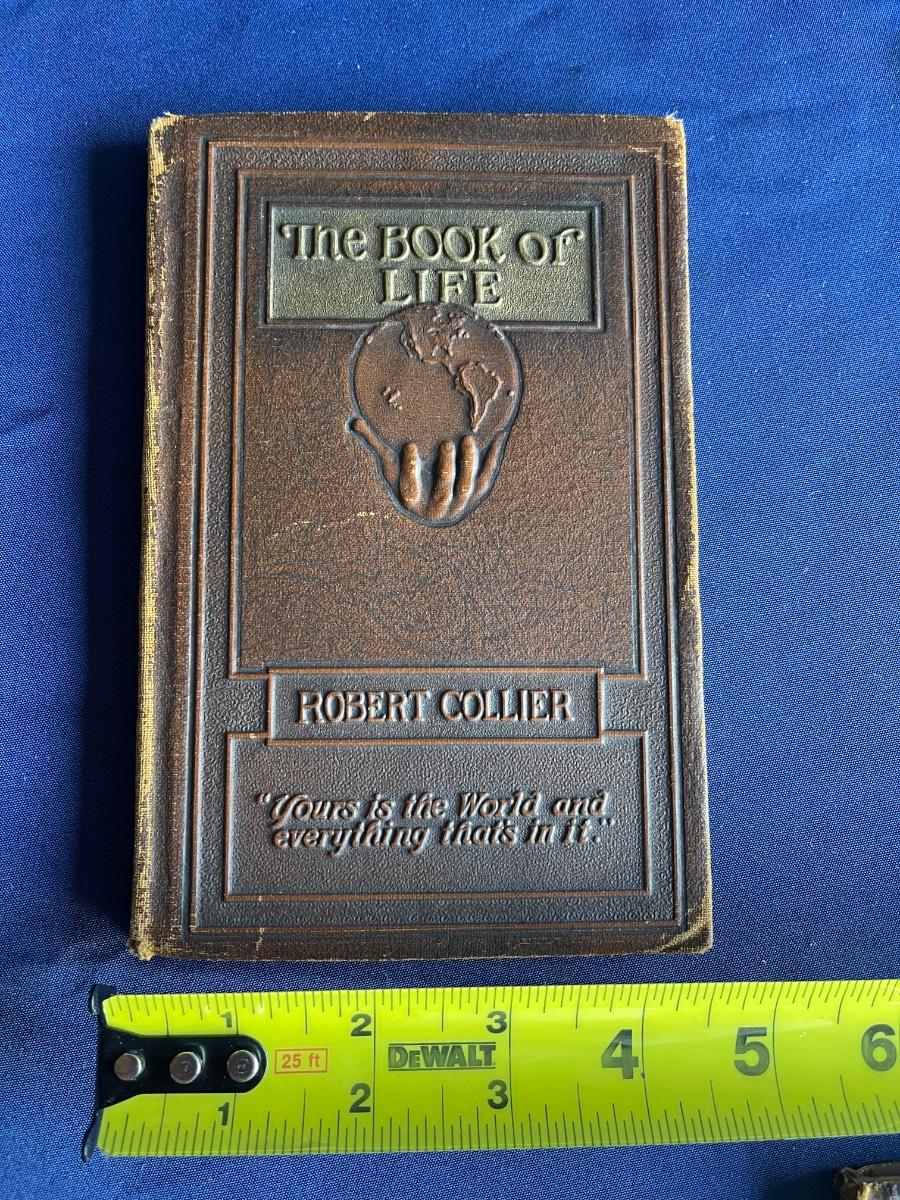 The BOOK of
LIFE
ROBERT COLLIER
"Yours is the World and
everything that's in it."
1 2 3
25 ft DEWALT 4 5 6
1 2 3